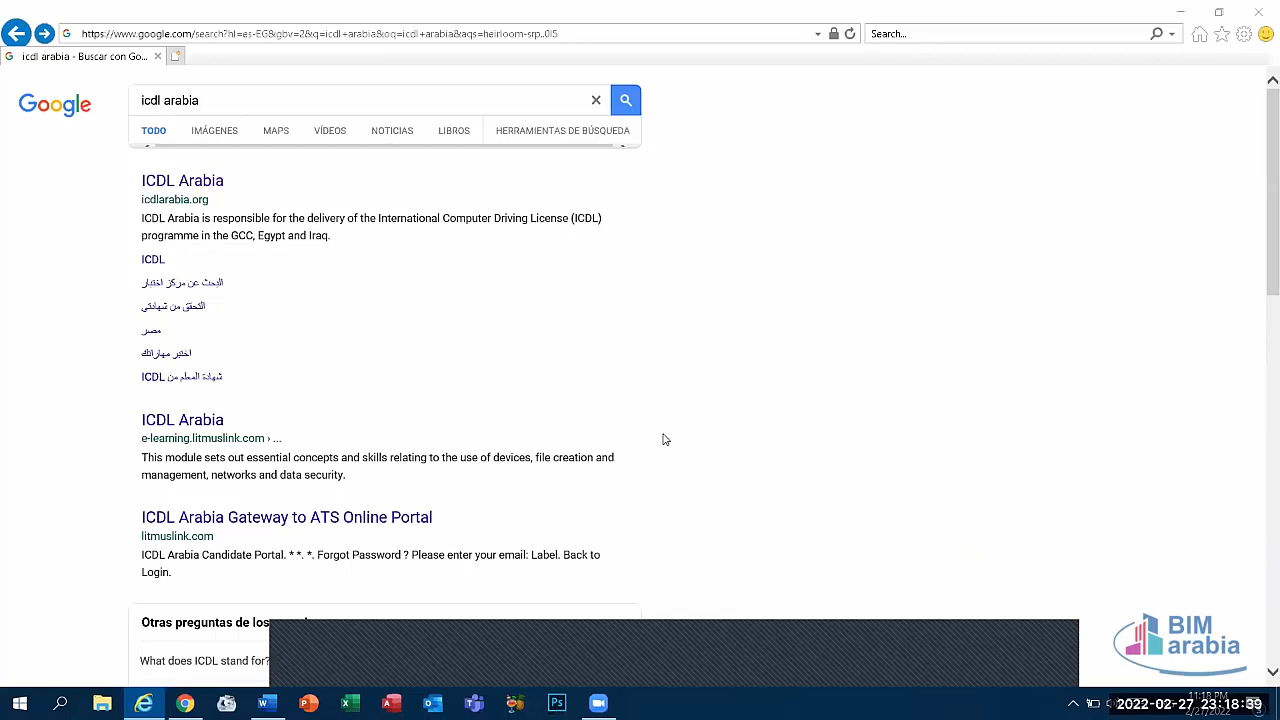 https://www.google.com/search?hl=es-EG&gbv=2&q=icdl+arabia&oq=icdl+arabia&aqs=heirloom-srp..0l5
Search...
icdl arabia - Buscar con Go...
Google
icdl arabia
TODO
IMÁGENES
MAPS
VÍDEOS
NOTICIAS
LIBROS
HERRAMIENTAS DE BÚSQUEDA
ICDL Arabia
icdlarabia.org
ICDL Arabia is responsible for the delivery of the International Computer Driving License (ICDL)
programme in the GCC, Egypt and Iraq.
ICDL
البحث عن مركز اختبار
التحقق من شهادتي
مصر
اختبر مهاراتك
شهادة المعلم من ICDL
ICDL Arabia
e-learning.litmuslink.com › ...
This module sets out essential concepts and skills relating to the use of devices, file creation and
management, networks and data security.
ICDL Arabia Gateway to ATS Online Portal
litmuslink.com
ICDL Arabia Candidate Portal. * *. *. Forgot Password ? Please enter your email: Label. Back to
Login.
Otras preguntas de los
What does ICDL stand for?
BIM
arabia
11:18 PM
2022-02-27, 23:18:39
2/27/2022